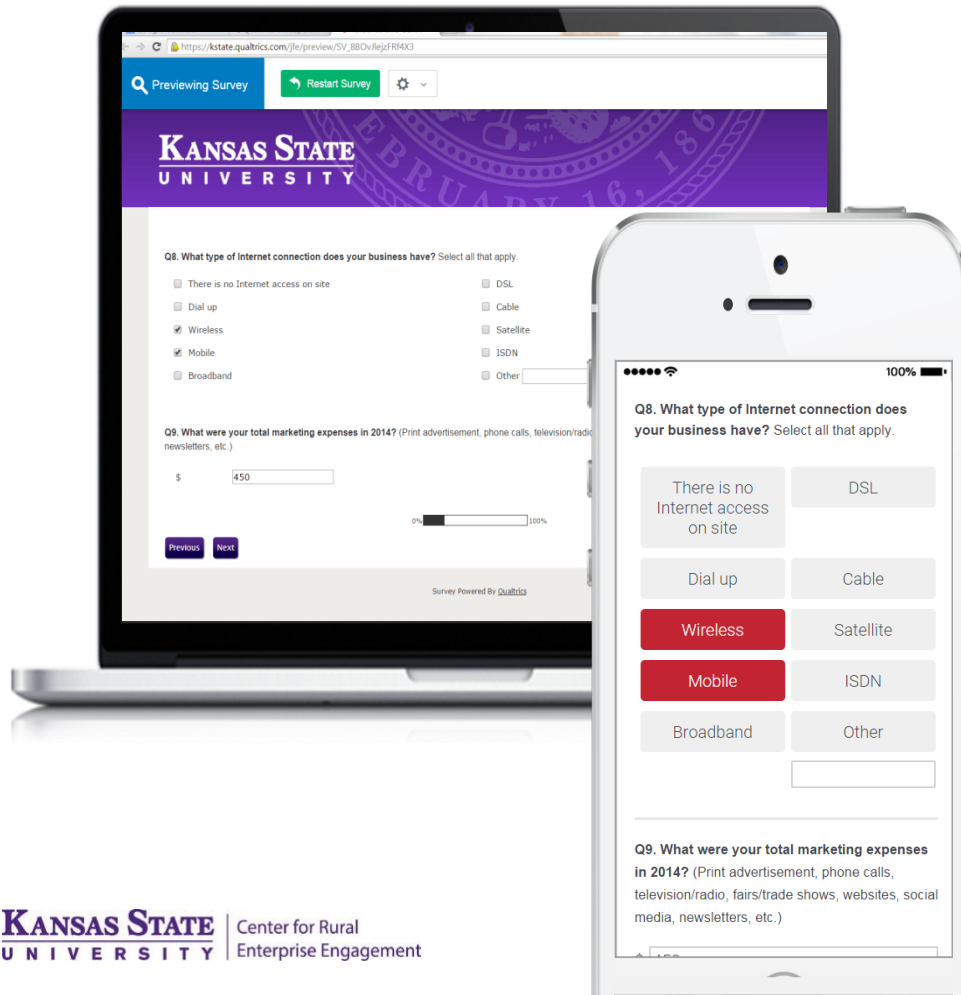 https://kstate.qualtrics.com/jfe/preview/SV_8BOvJlejzFRf4X3
Previewing Survey
Restart Survey
KANSAS STATE
UNIVERSITY
FEBRUARY 16, 186
Q8. What type of Internet connection does your business have? Select all that apply.
There is no Internet access on site
DSL
Dial up
Cable
Wireless
Satellite
Mobile
ISDN
Broadband
Other
Q9. What were your total marketing expenses in 2014? (Print advertisement, phone calls, television/radio
newsletters, etc.)
$ 450
0% 100%
Previous Next
Survey Powered By Qualtrics
100%
Q8. What type of Internet connection does
your business have? Select all that apply.
There is no
Internet access
on site
DSL
Dial up
Cable
Wireless
Satellite
Mobile
ISDN
Broadband
Other
Q9. What were your total marketing expenses
in 2014? (Print advertisement, phone calls,
television/radio, fairs/trade shows, websites, social
media, newsletters, etc.)
KANSAS STATE
UNIVERSITY
Center for Rural
Enterprise Engagement